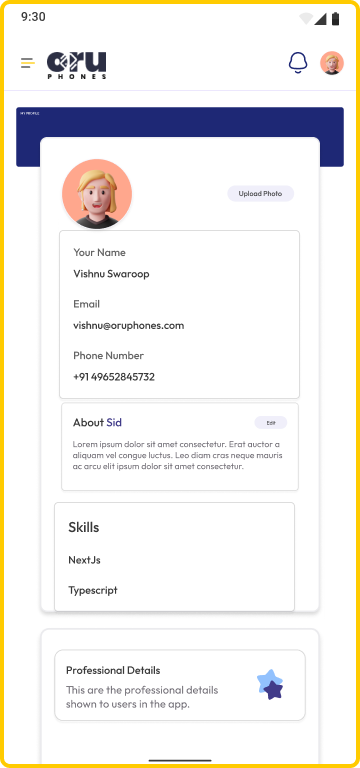 9:30
oru
PHONES
MY PROFILE
Upload Photo
Your Name
Vishnu Swaroop
Email
vishnu@oruphones.com
Phone Number
+91 49652845732
About Sid
Edit
Lorem ipsum dolor sit amet consectetur. Erat auctor a
aliquam vel congue luctus. Leo diam cras neque mauris
ac arcu elit ipsum dolor sit amet consectetur.
Skills
NextJs
Typescript
Professional Details
This are the professional details
shown to users in the app.